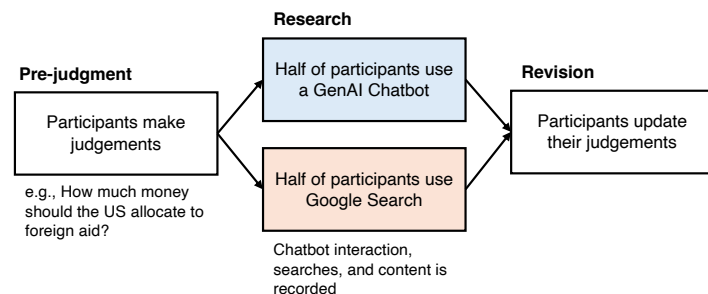 Pre-judgment
Participants make
judgements
e.g., How much money
should the US allocate to
foreign aid?
Research
Half of participants use
a GenAI Chatbot
Half of participants use
Google Search
Chatbot interaction,
searches, and content is
recorded
Revision
Participants update
their judgements